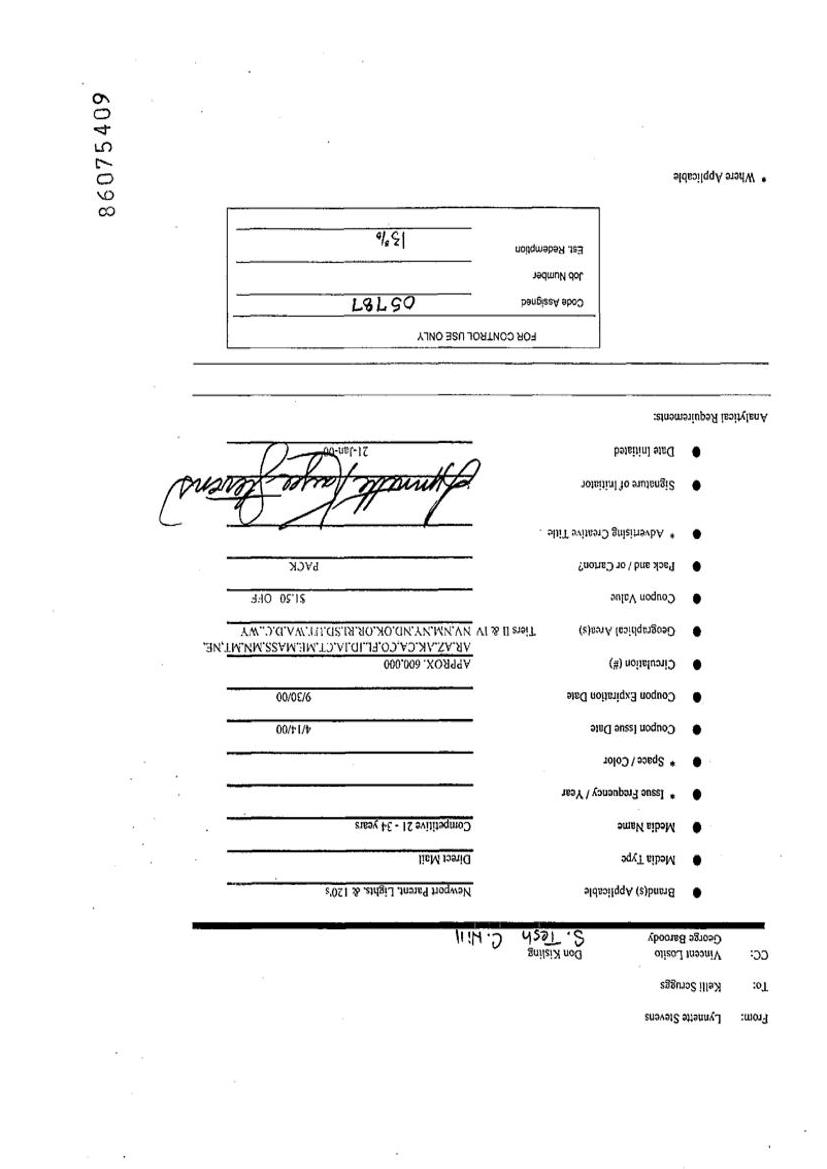 From: Lynnette Stevens
To: Kelli Scruggs
CC: Vincent Losito Don Kisling
George Baroody S. Tesh C. Hill
● Brand(s) Applicable Newport Parent, Lights, & 120's
● Media Type Direct Mail
● Media Name Competitive 21 - 34 years
● * Issue Frequency / Year
● * Space / Color
● Coupon Issue Date 4/14/00
● Coupon Expiration Date 9/30/00
● Circulation (#) APPROX. 600,000
AR,AZ,AK,CA,CO,FL,ID,IA,CT,ME,MASS,MN,MT,NE,
● Geographical Area(s) Tiers II & IV NV,NM,NY,ND,OK,OR,RI,SD,UT,WA,D.C.,WY
● Coupon Value $1.50 OFF
● Pack and / or Carton? PACK
● * Advertising Creative Title
● Signature of Initiator Lynnette Kayes Stevens
● Date Initiated 21-Jan-00
Analytical Requirements:
FOR CONTROL USE ONLY
Code Assigned 05787
Job Number
Est. Redemption 13%
* Where Applicable
86075409